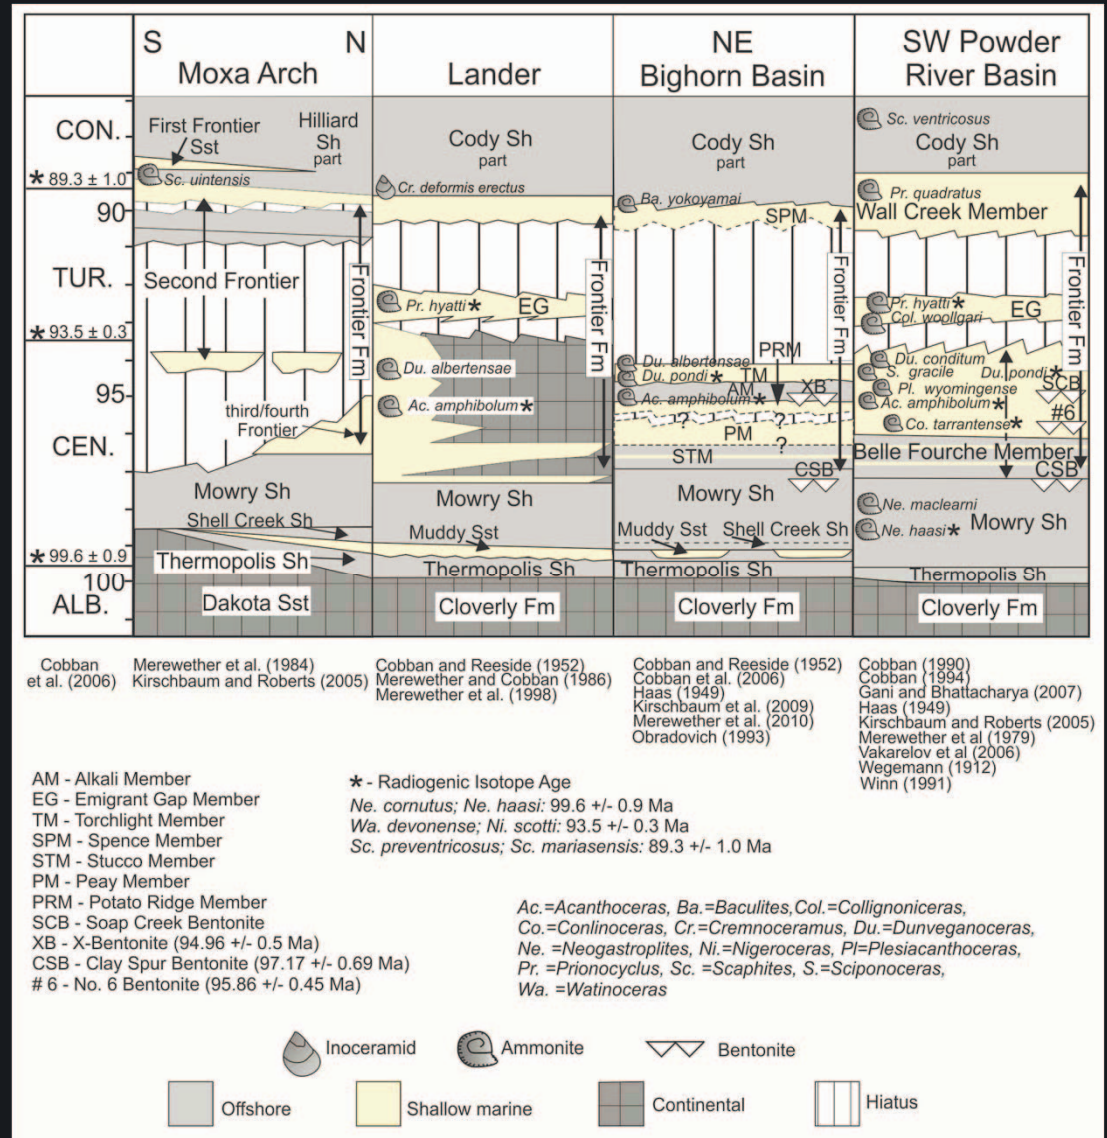 S N
Moxa Arch
Lander
NE
Bighorn Basin
SW Powder
River Basin
CON.
* 89.3 ± 1.0
90
TUR.
* 93.5 ± 0.3
95
CEN.
* 99.6 ± 0.9
100
ALB.
First Frontier
Sst
Hilliard
Sh
part
Sc. uintensis
Second Frontier
Frontier Fm
third/fourth
Frontier
Mowry Sh
Shell Creek Sh
Thermopolis Sh
Dakota Sst
Cody Sh
part
Cr. deformis erectus
Pr. hyatti *
EG
Frontier Fm
Du. albertensae
Ac. amphibolum *
Mowry Sh
Muddy Sst
Thermopolis Sh
Cloverly Fm
Cody Sh
part
Ba. yokoyamai
SPM
Frontier Fm
PRM
Du. albertensae
Du. pondi *
TM
AM
XB
Ac. amphibolum *
? ?
PM
?
STM
CSB
Mowry Sh
Muddy Sst
Shell Creek Sh
Thermopolis Sh
Cloverly Fm
Sc. ventricosus
Cody Sh
part
Pr. quadratus
Wall Creek Member
Frontier Fm
Pr. hyatti *
EG
Col. woollgari
Du. conditum
S. gracile
Du. pondi *
SCB
Pl. wyomingense
Ac. amphibolum *
#6
Co. tarrantense *
Belle Fourche Member
CSB
Ne. maclearni
Mowry Sh
Ne. haasi *
Thermopolis Sh
Cloverly Fm
Cobban
et al. (2006)
Merewether et al. (1984)
Kirschbaum and Roberts (2005)
Cobban and Reeside (1952)
Merewether and Cobban (1986)
Merewether et al. (1998)
Cobban and Reeside (1952)
Cobban et al. (2006)
Haas (1949)
Kirschbaum et al. (2009)
Merewether et al. (2010)
Obradovich (1993)
Cobban (1990)
Cobban (1994)
Gani and Bhattacharya (2007)
Haas (1949)
Kirschbaum and Roberts (2005)
Merewether et al (1979)
Vakarelov et al (2006)
Wegemann (1912)
Winn (1991)
AM - Alkali Member
EG - Emigrant Gap Member
TM - Torchlight Member
SPM - Spence Member
STM - Stucco Member
PM - Peay Member
PRM - Potato Ridge Member
SCB - Soap Creek Bentonite
XB - X-Bentonite (94.96 +/- 0.5 Ma)
CSB - Clay Spur Bentonite (97.17 +/- 0.69 Ma)
# 6 - No. 6 Bentonite (95.86 +/- 0.45 Ma)
* - Radiogenic Isotope Age
Ne. cornutus; Ne. haasi: 99.6 +/- 0.9 Ma
Wa. devonense; Ni. scotti: 93.5 +/- 0.3 Ma
Sc. preventricosus; Sc. mariasensis: 89.3 +/- 1.0 Ma
Ac.=Acanthoceras, Ba.=Baculites,Col.=Collignoniceras,
Co.=Conlinoceras, Cr.=Cremnoceramus, Du.=Dunveganoceras,
Ne. =Neogastroplites, Ni.=Nigeroceras, Pl=Plesiacanthoceras,
Pr. =Prionocyclus, Sc. =Scaphites, S.=Sciponoceras,
Wa. =Watinoceras
Inoceramid
Ammonite
Bentonite
Offshore
Shallow marine
Continental
Hiatus